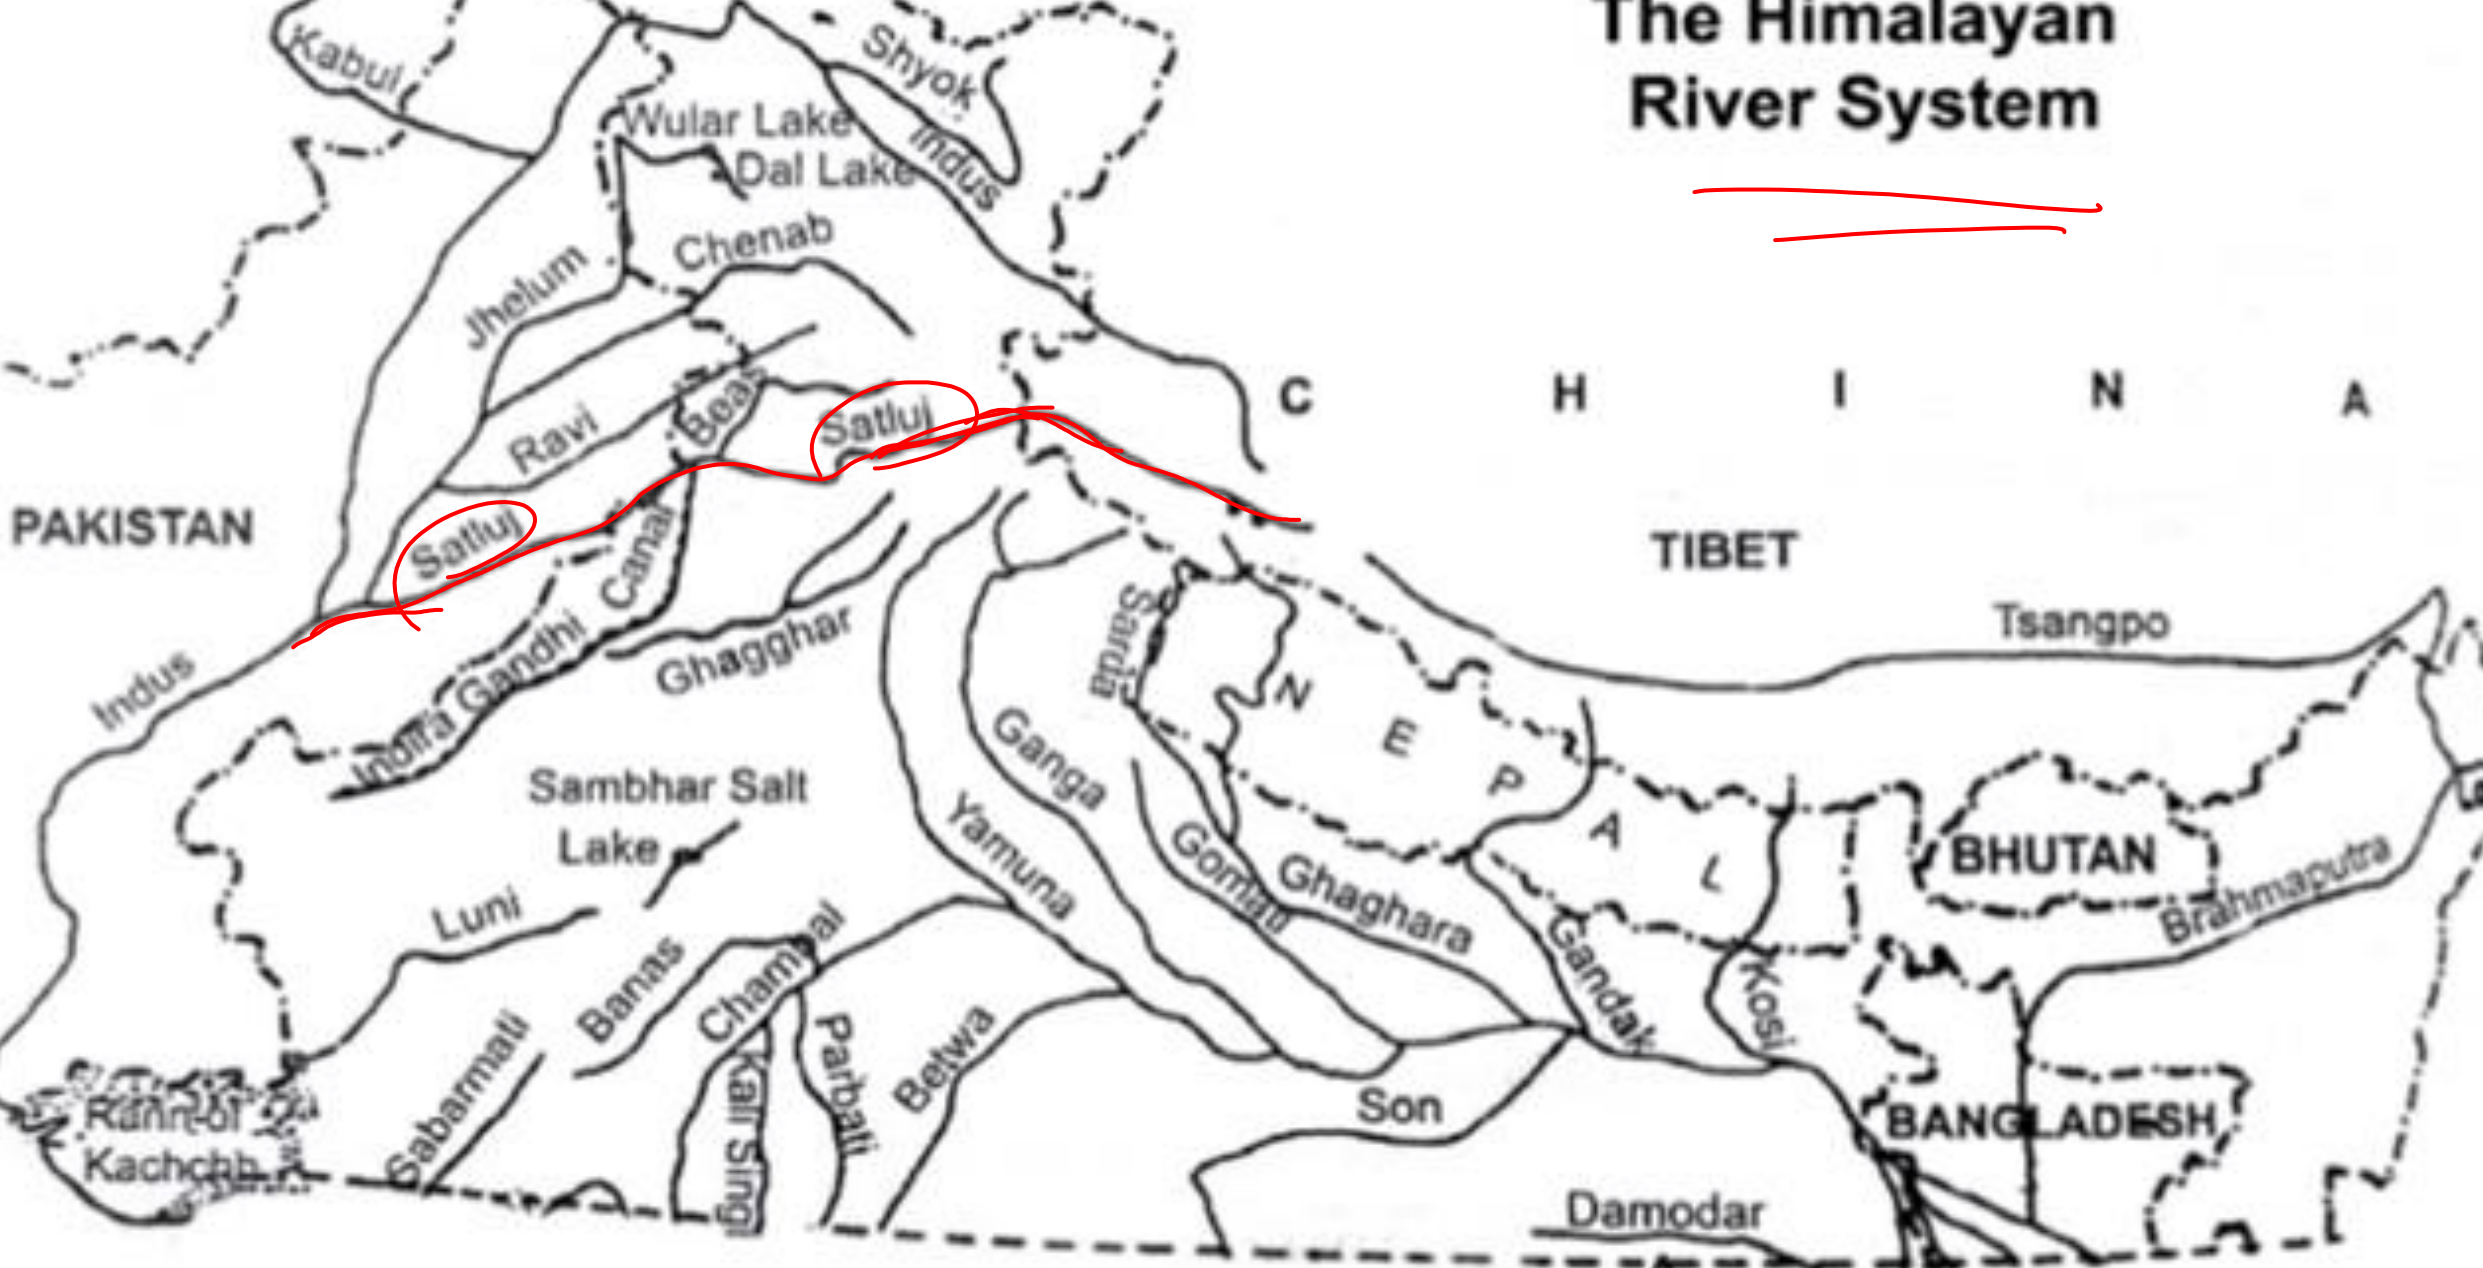 The Himalayan
River System
Kabul
Shyok
Wular Lake
Dal Lake
Indus
Chenab
Jhelum
Ravi
Beas
Satluj
Satluj
C H I N A
PAKISTAN
TIBET
Canal
Indira Gandhi
Ghagghar
Indus
Sarda
Tsangpo
N E P A L
Ganga
Sambhar Salt
Lake
Yamuna
Gomati
Ghaghara
BHUTAN
Brahmaputra
Luni
Banas
Chambal
Gandak
Kosi
Sabarmati
Parbati
Betwa
Rann of
Kachchh
Son
BANGLADESH
Damodar